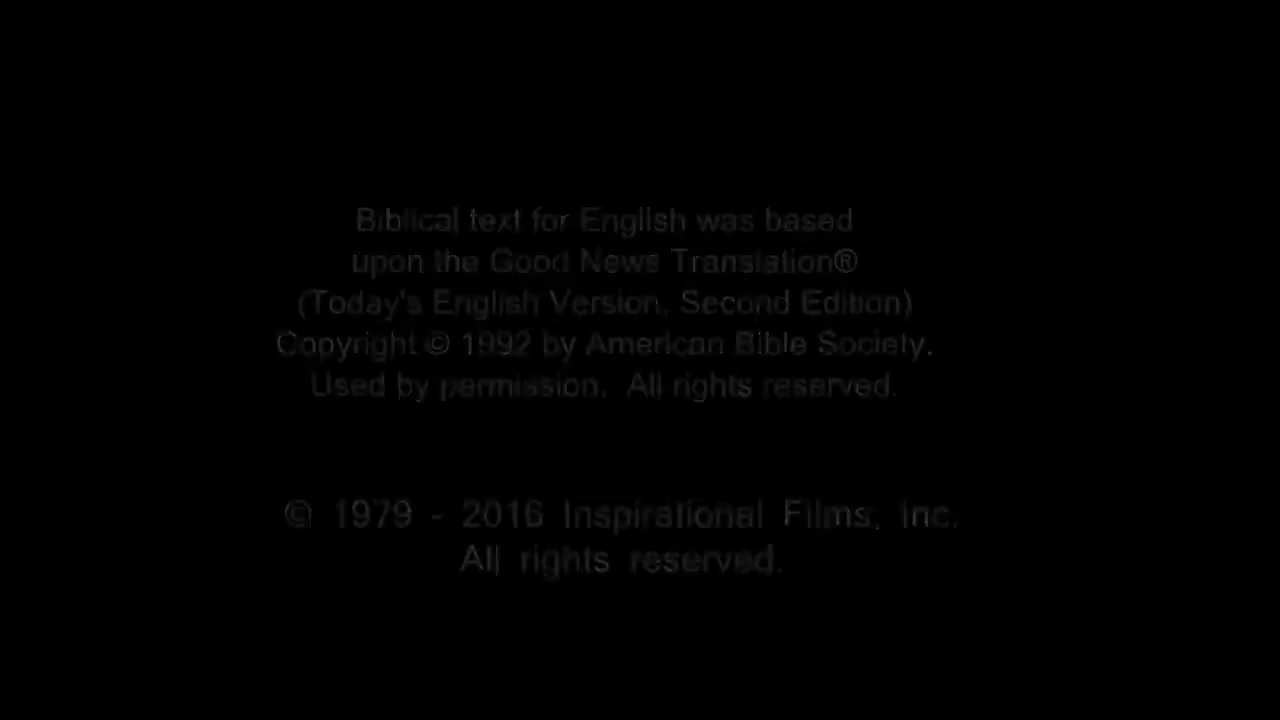 Biblical text for English was based
upon the Good News Translation®
(Today's English Version, Second Edition)
Copyright © 1992 by American Bible Society.
Used by permission. All rights reserved.
© 1979 - 2016 Inspirational Films, Inc.
All rights reserved.